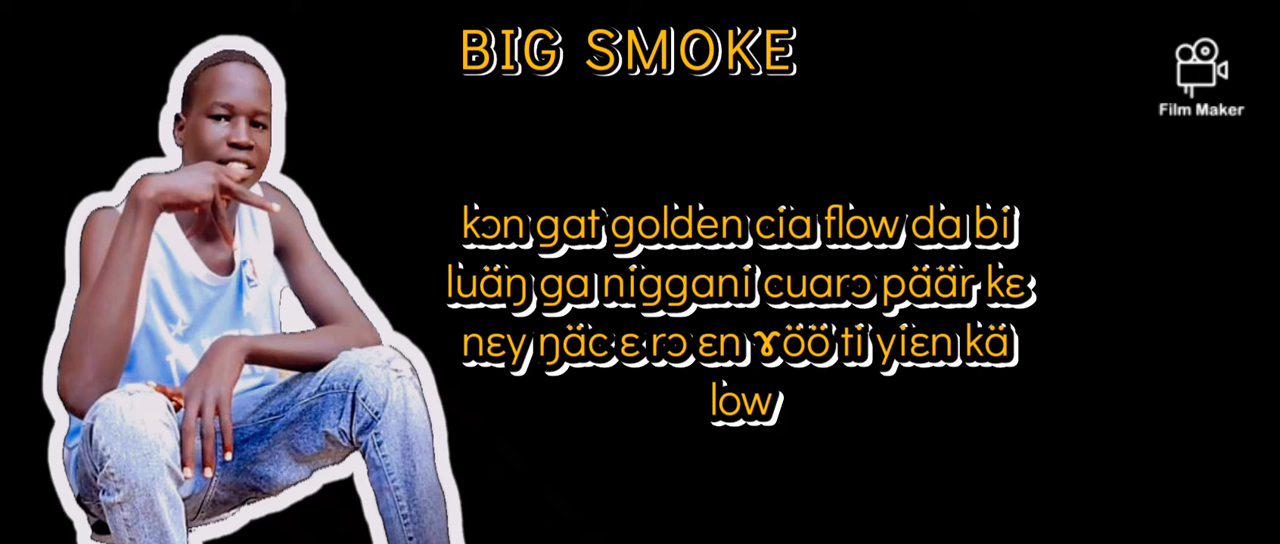 BIG SMOKE
Film Maker
kɔn gat golden cia flow da bi
luäŋ ga niggani cuarɔ päär kɛ
nɛy ŋäc ɛ rɔ ɛn ɤöö ti yiɛn kä
low